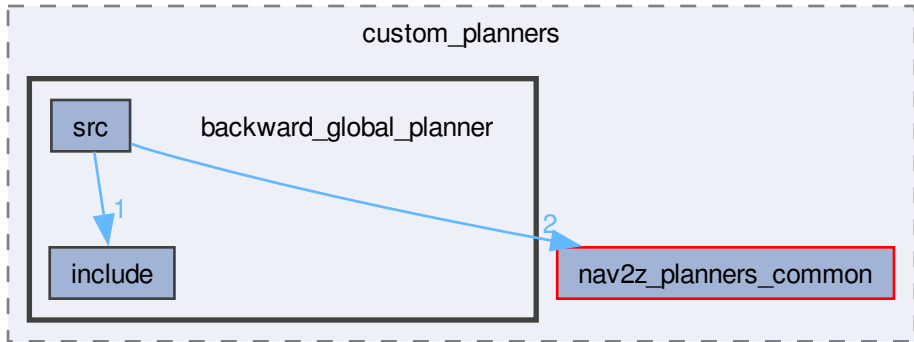 custom_planners
src
backward_global_planner
1
2
include
nav2z_planners_common